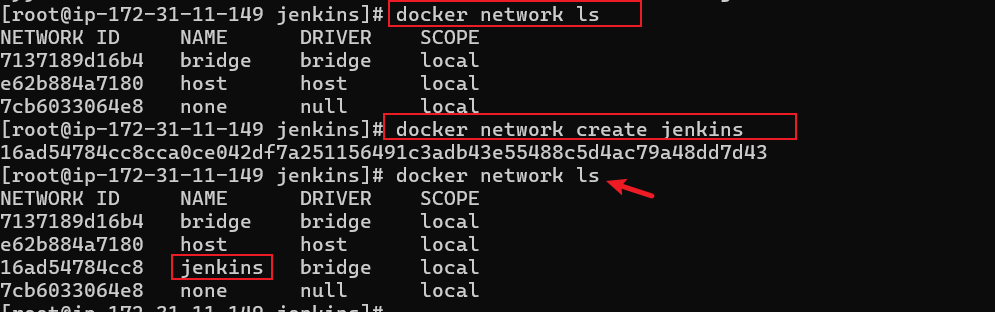 [root@ip-172-31-11-149 jenkins]# docker network ls
NETWORK ID     NAME      DRIVER    SCOPE
7137189d16b4   bridge    bridge    local
e62b884a7180   host      host      local
7cb6033064e8   none      null      local
[root@ip-172-31-11-149 jenkins]# docker network create jenkins
16ad54784cc8cca0ce042df7a251156491c3adb43e55488c5d4ac79a48dd7d43
[root@ip-172-31-11-149 jenkins]# docker network ls
NETWORK ID     NAME      DRIVER    SCOPE
7137189d16b4   bridge    bridge    local
e62b884a7180   host      host      local
16ad54784cc8   jenkins   bridge    local
7cb6033064e8   none      null      local
[root@ip-172-31-11-149 jenkins]#